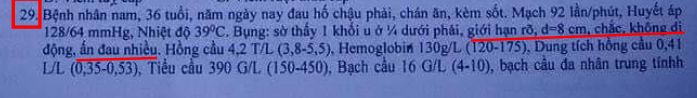 29. Bệnh nhân nam, 36 tuổi, năm ngày nay đau hố chậu phải, chán ăn, kèm sốt. Mạch 92 lần/phút, Huyết áp
128/64 mmHg, Nhiệt độ 39⁰C. Bụng: sờ thấy 1 khối u ở ¼ dưới phải, giới hạn rõ, d=8 cm, chắc, không di
động, ấn đau nhiều. Hồng cầu 4,2 T/L (3,8-5,5), Hemoglobin 130g/L (120-175), Dung tích hồng cầu 0,41
L/L (0,35-0,53), Tiểu cầu 390 G/L (150-450), Bạch cầu 16 G/L (4-10), bạch cầu đa nhân trung tính